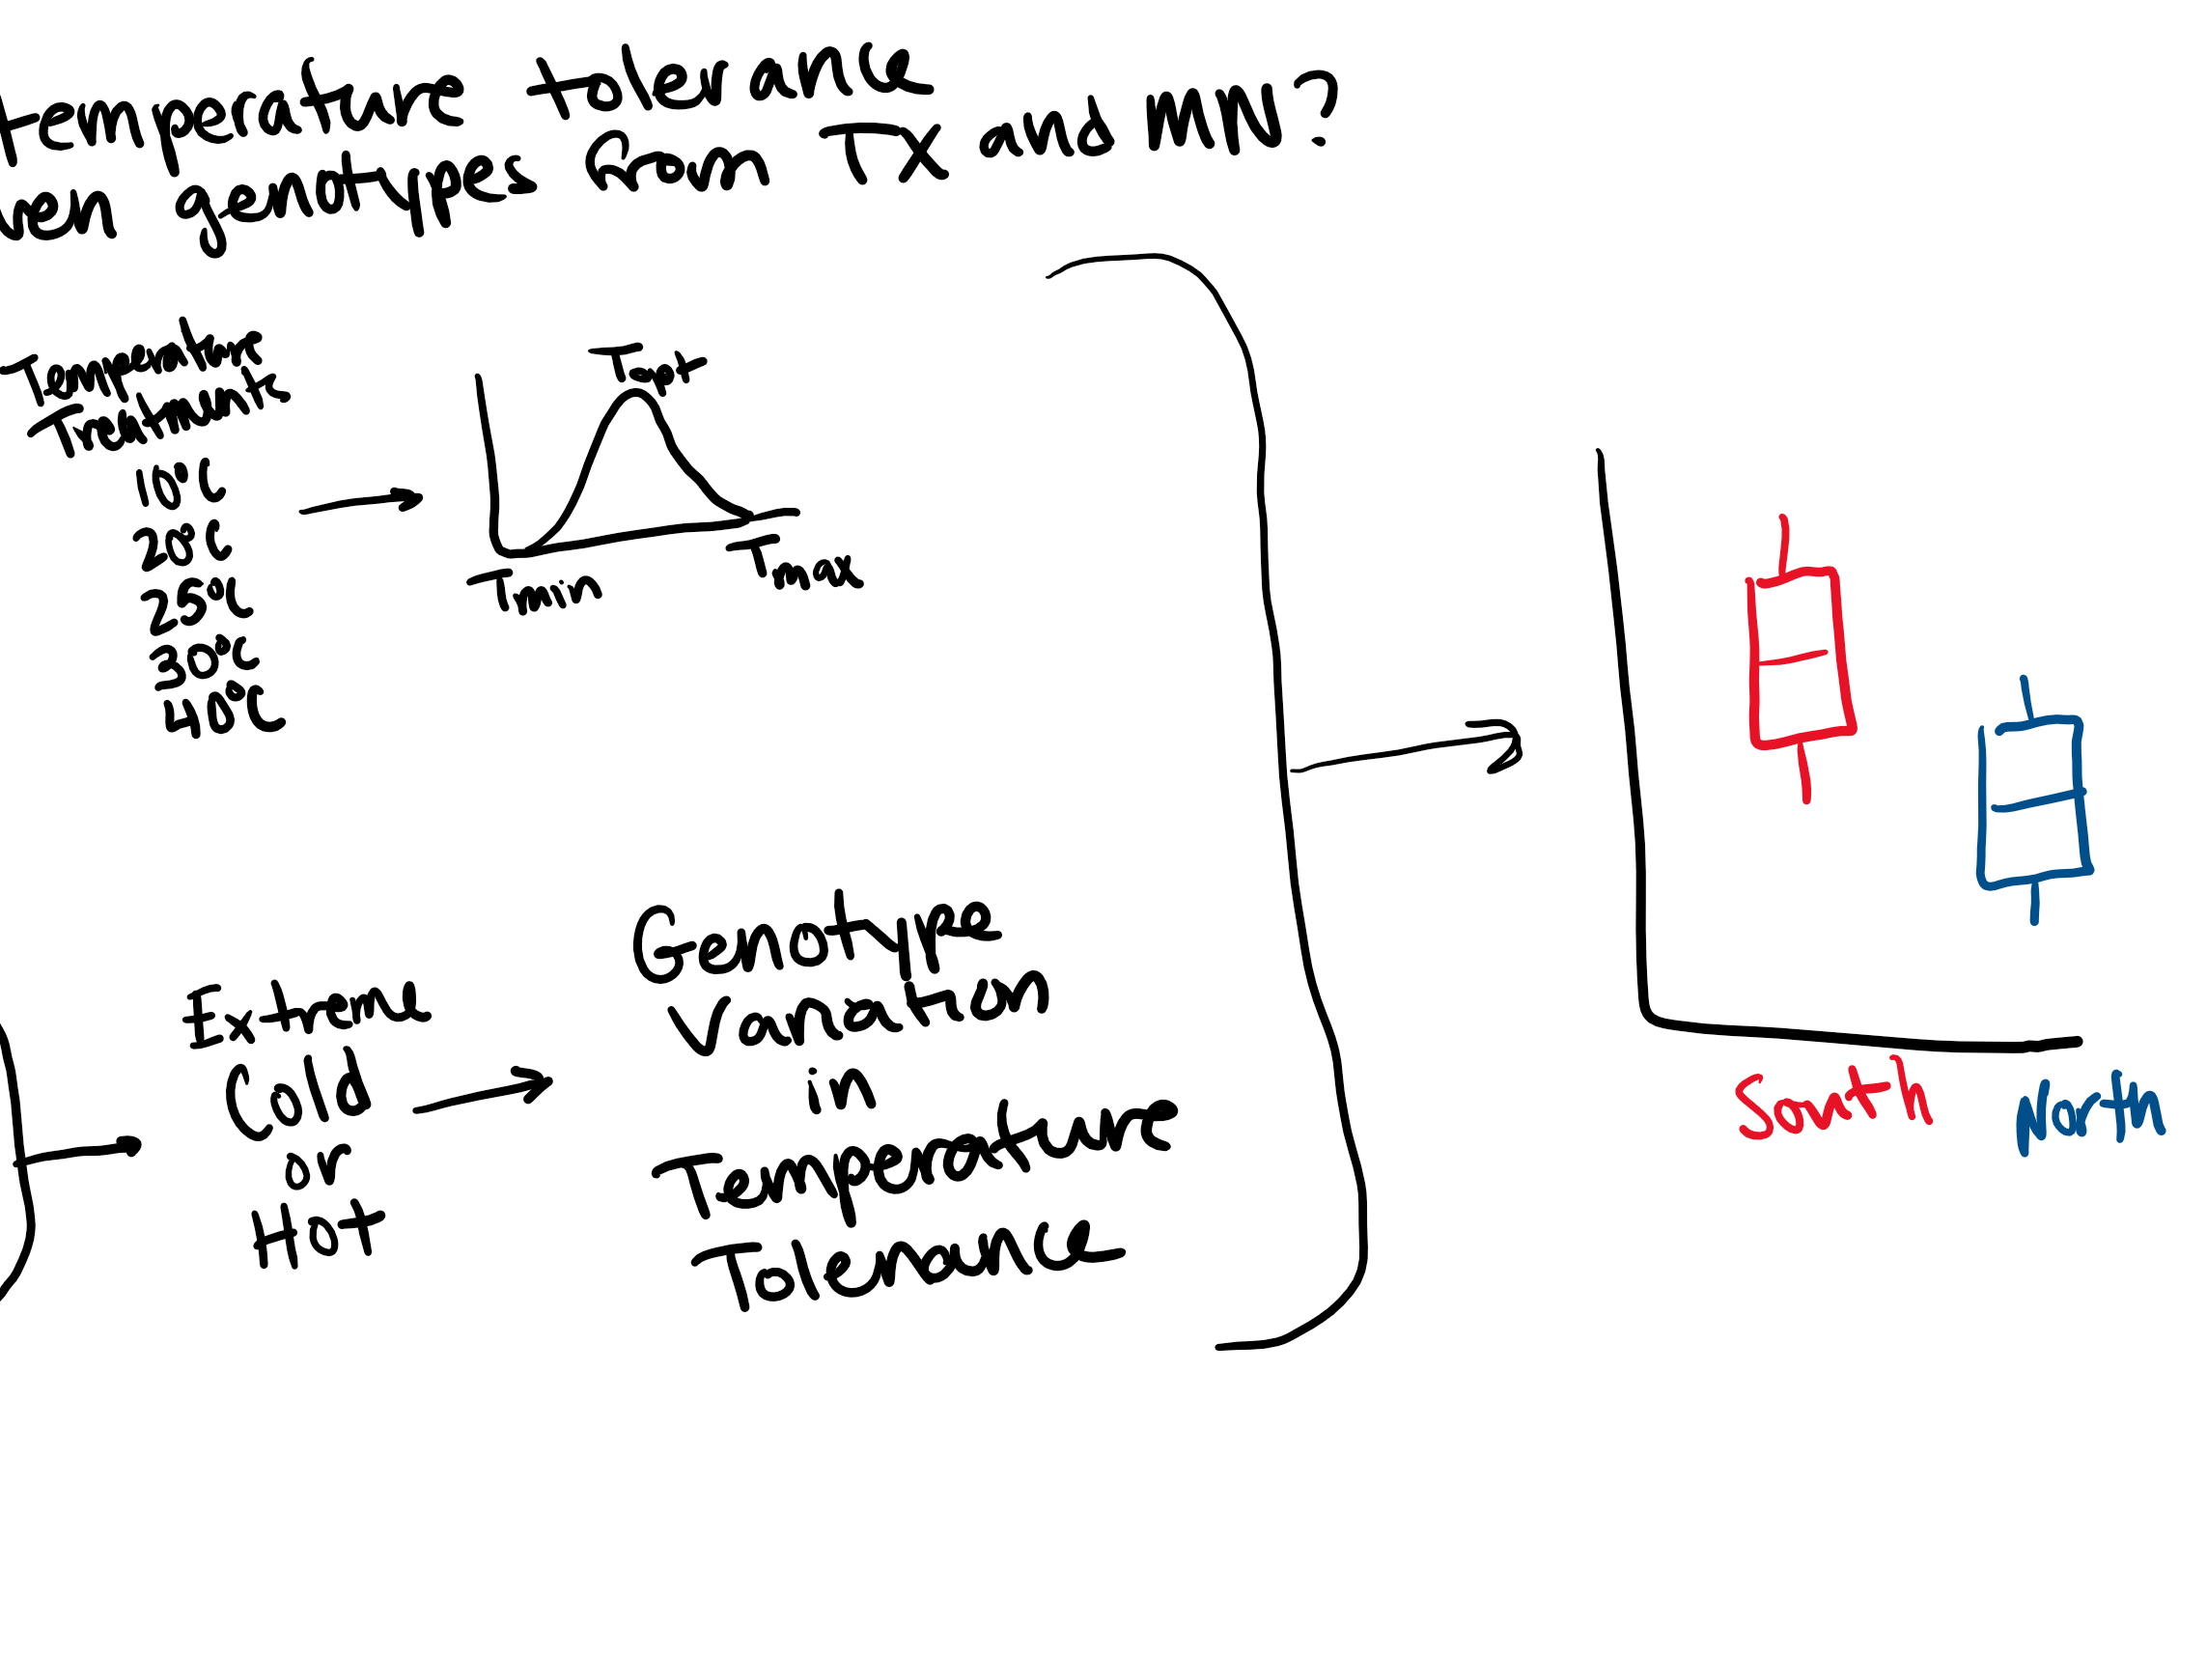 temperature tolerance
genotypes from TX and MN?
Temperature
Treatments
10°C
20°C
25°C
30°C
40°C
Topt
Tmin
Tmax
Extreme
Cold
or
Hot
Genotype
Variation
in
Temperature
Tolerance
South
North